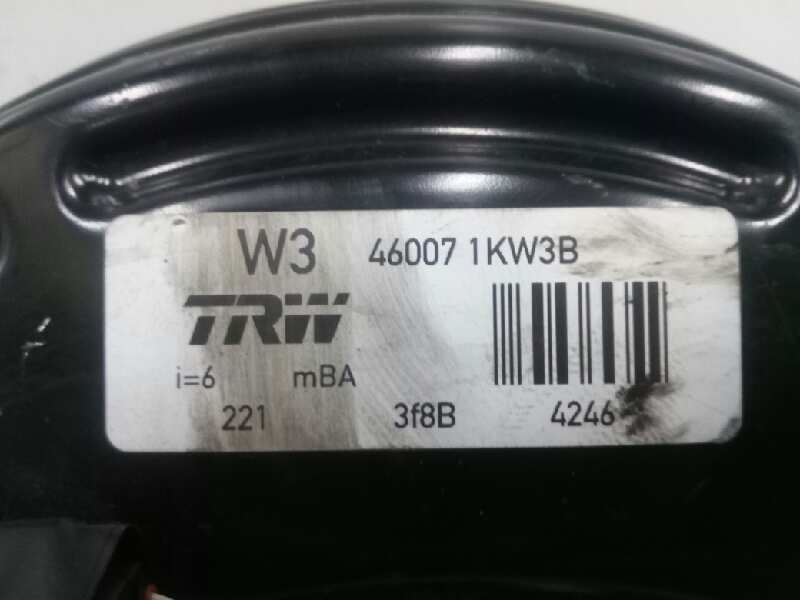 W3 46007 1KW3B
TRW
i=6 mBA
221 3f8B 4246